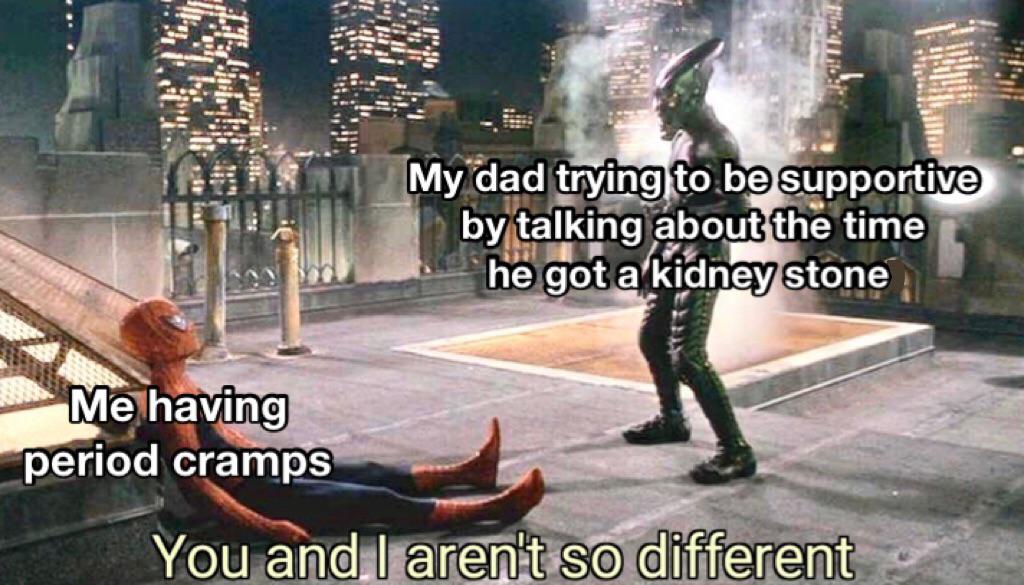 My dad trying to be supportive
by talking about the time
he got a kidney stone
Me having
period cramps
You and I aren't so different